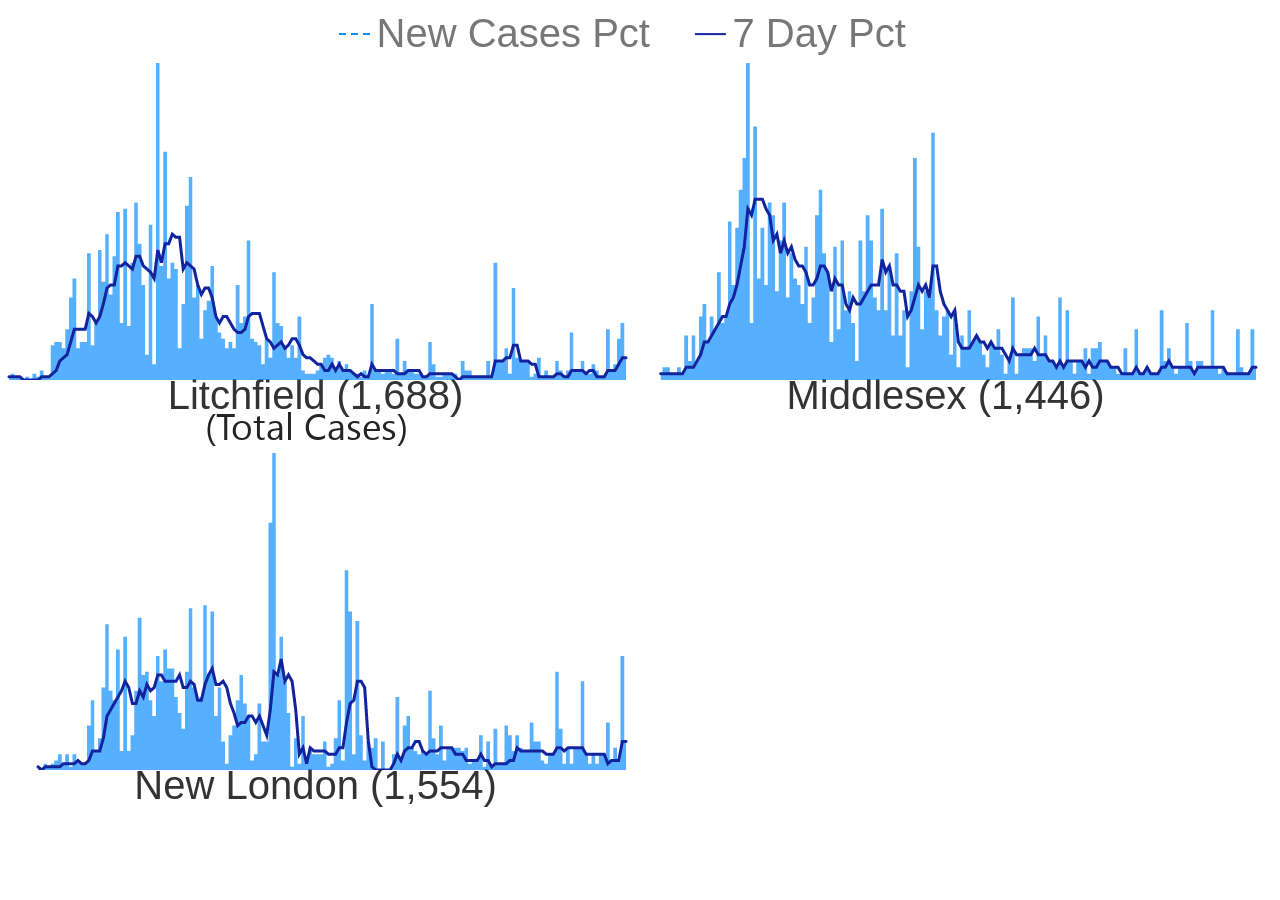 New Cases Pct 7 Day Pct
Litchfield (1,688) Middlesex (1,446)
(Total Cases)
New London (1,554)